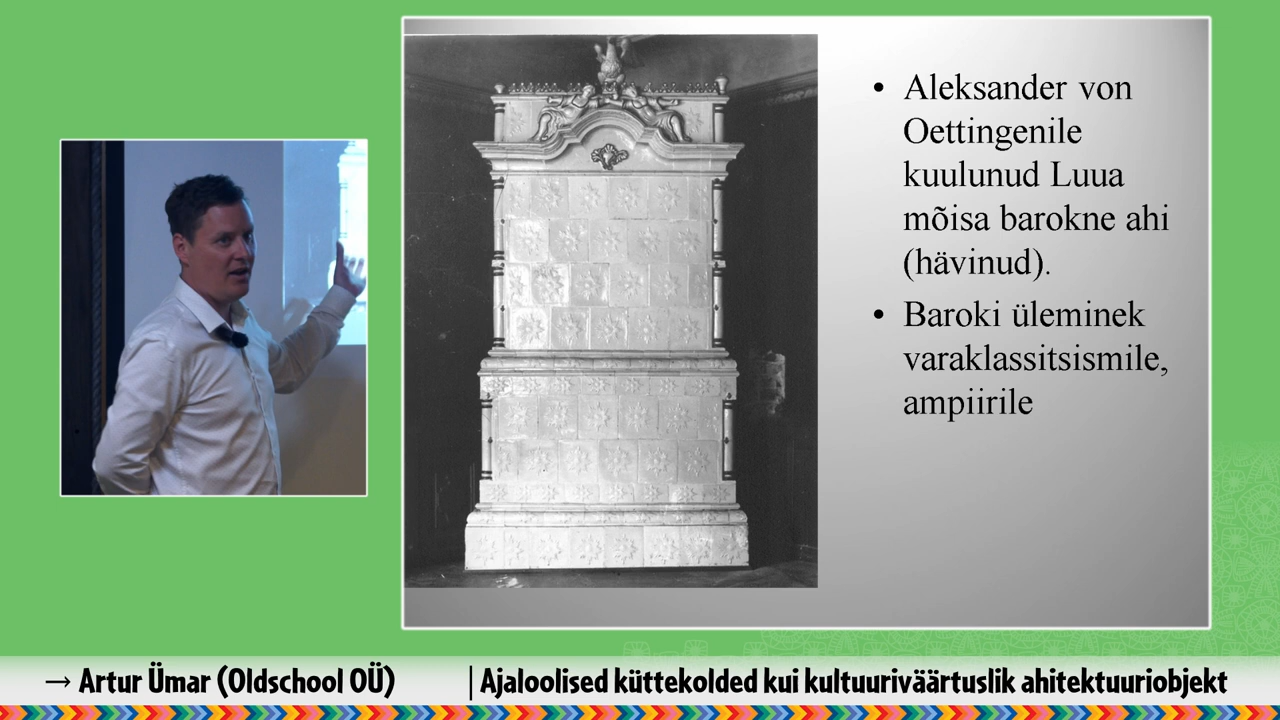 • Aleksander von
Oettingenile
kuulunud Luua
mõisa barokne ahi
(hävinud).
• Baroki üleminek
varaklassitsismile,
ampiirile
→ Artur Ümar (Oldschool OÜ) | Ajaloolised küttekolded kui kultuuriväärtuslik ahitektuuriobjekt